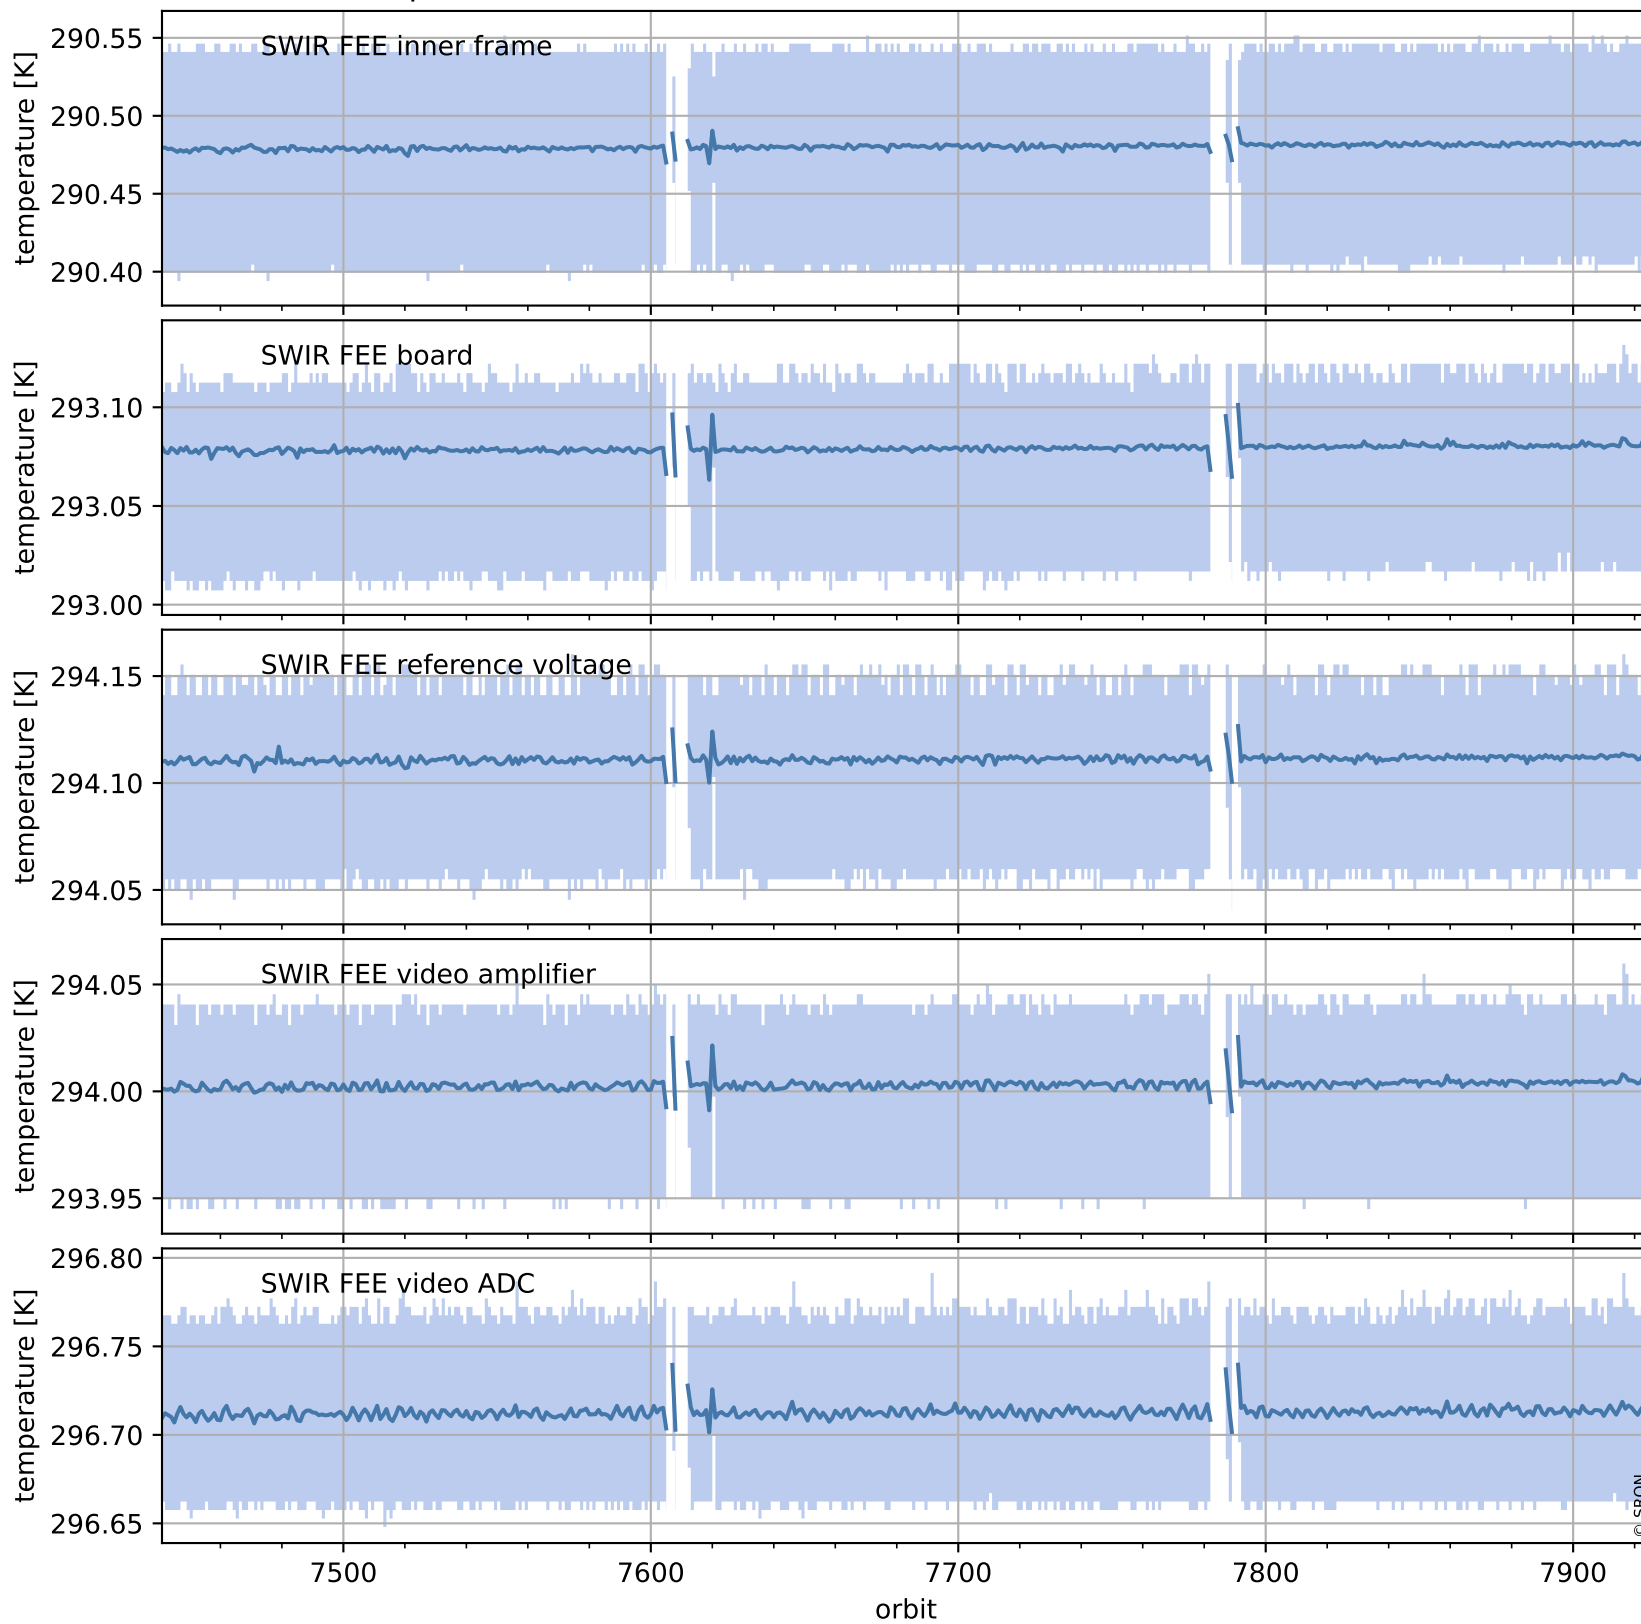 290.55
290.50
290.45
290.40
temperature [K]
SWIR FEE inner frame
293.10
293.05
293.00
temperature [K]
SWIR FEE board
294.15
294.10
294.05
temperature [K]
SWIR FEE reference voltage
294.05
294.00
293.95
temperature [K]
SWIR FEE video amplifier
296.80
296.75
296.70
296.65
temperature [K]
SWIR FEE video ADC
7500 7600 7700 7800 7900
orbit
© SRON